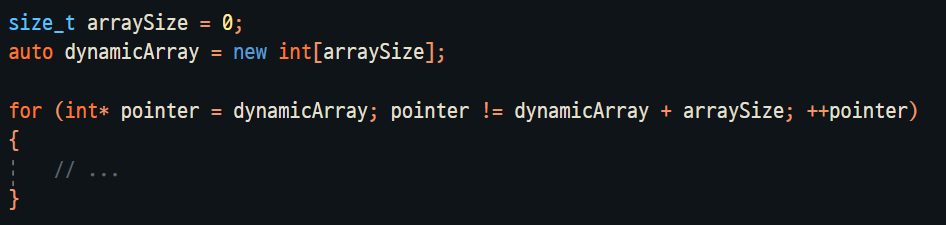 size_t arraySize = 0;
auto dynamicArray = new int[arraySize];
for (int* pointer = dynamicArray; pointer != dynamicArray + arraySize; ++pointer)
{
// ...
}